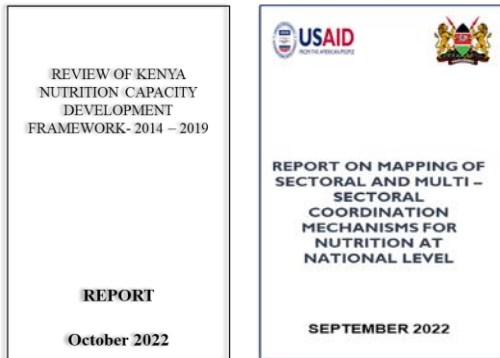 REVIEW OF KENYA
NUTRITION CAPACITY
DEVELOPMENT
FRAMEWORK- 2014 – 2019
REPORT
October 2022
USAID
FROM THE AMERICAN PEOPLE
REPORT ON MAPPING OF
SECTORAL AND MULTI –
SECTORAL
COORDINATION
MECHANISMS FOR
NUTRITION AT
NATIONAL LEVEL
SEPTEMBER 2022